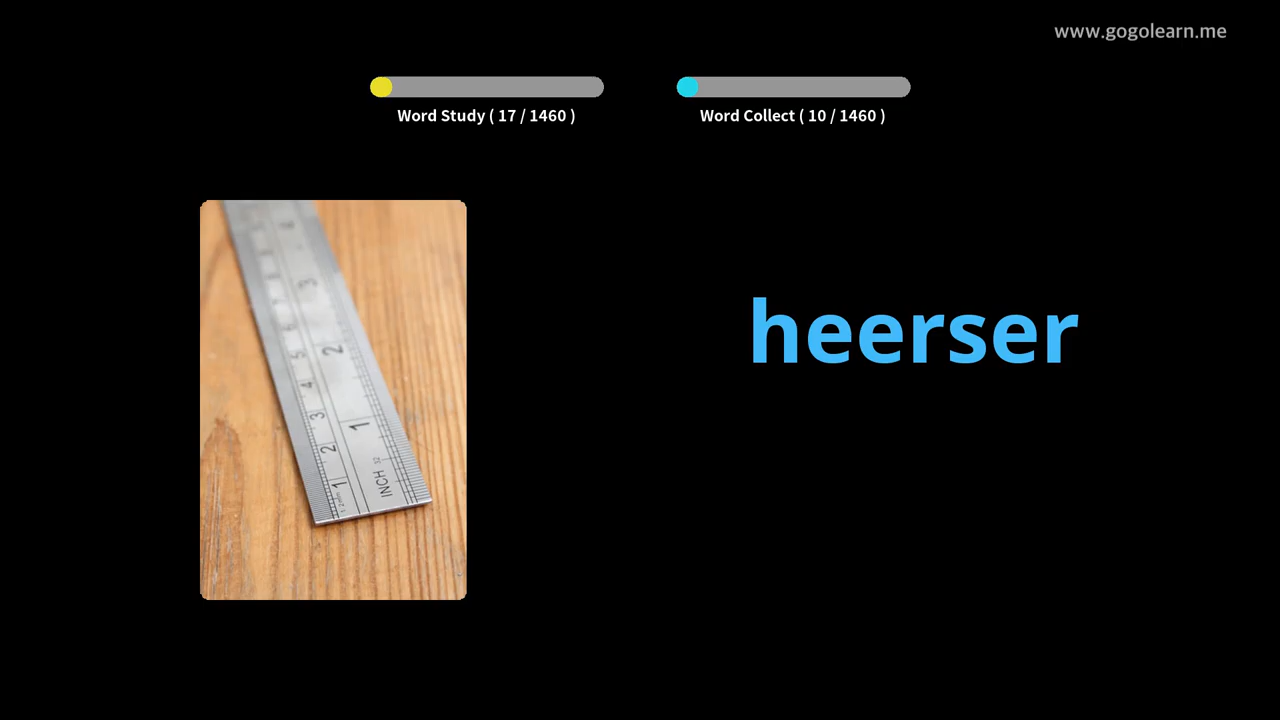 www.gogolearn.me
Word Study ( 17 / 1460 )
Word Collect ( 10 / 1460 )
heerser
3
2
1
INCH 32
5
4
3
2
1